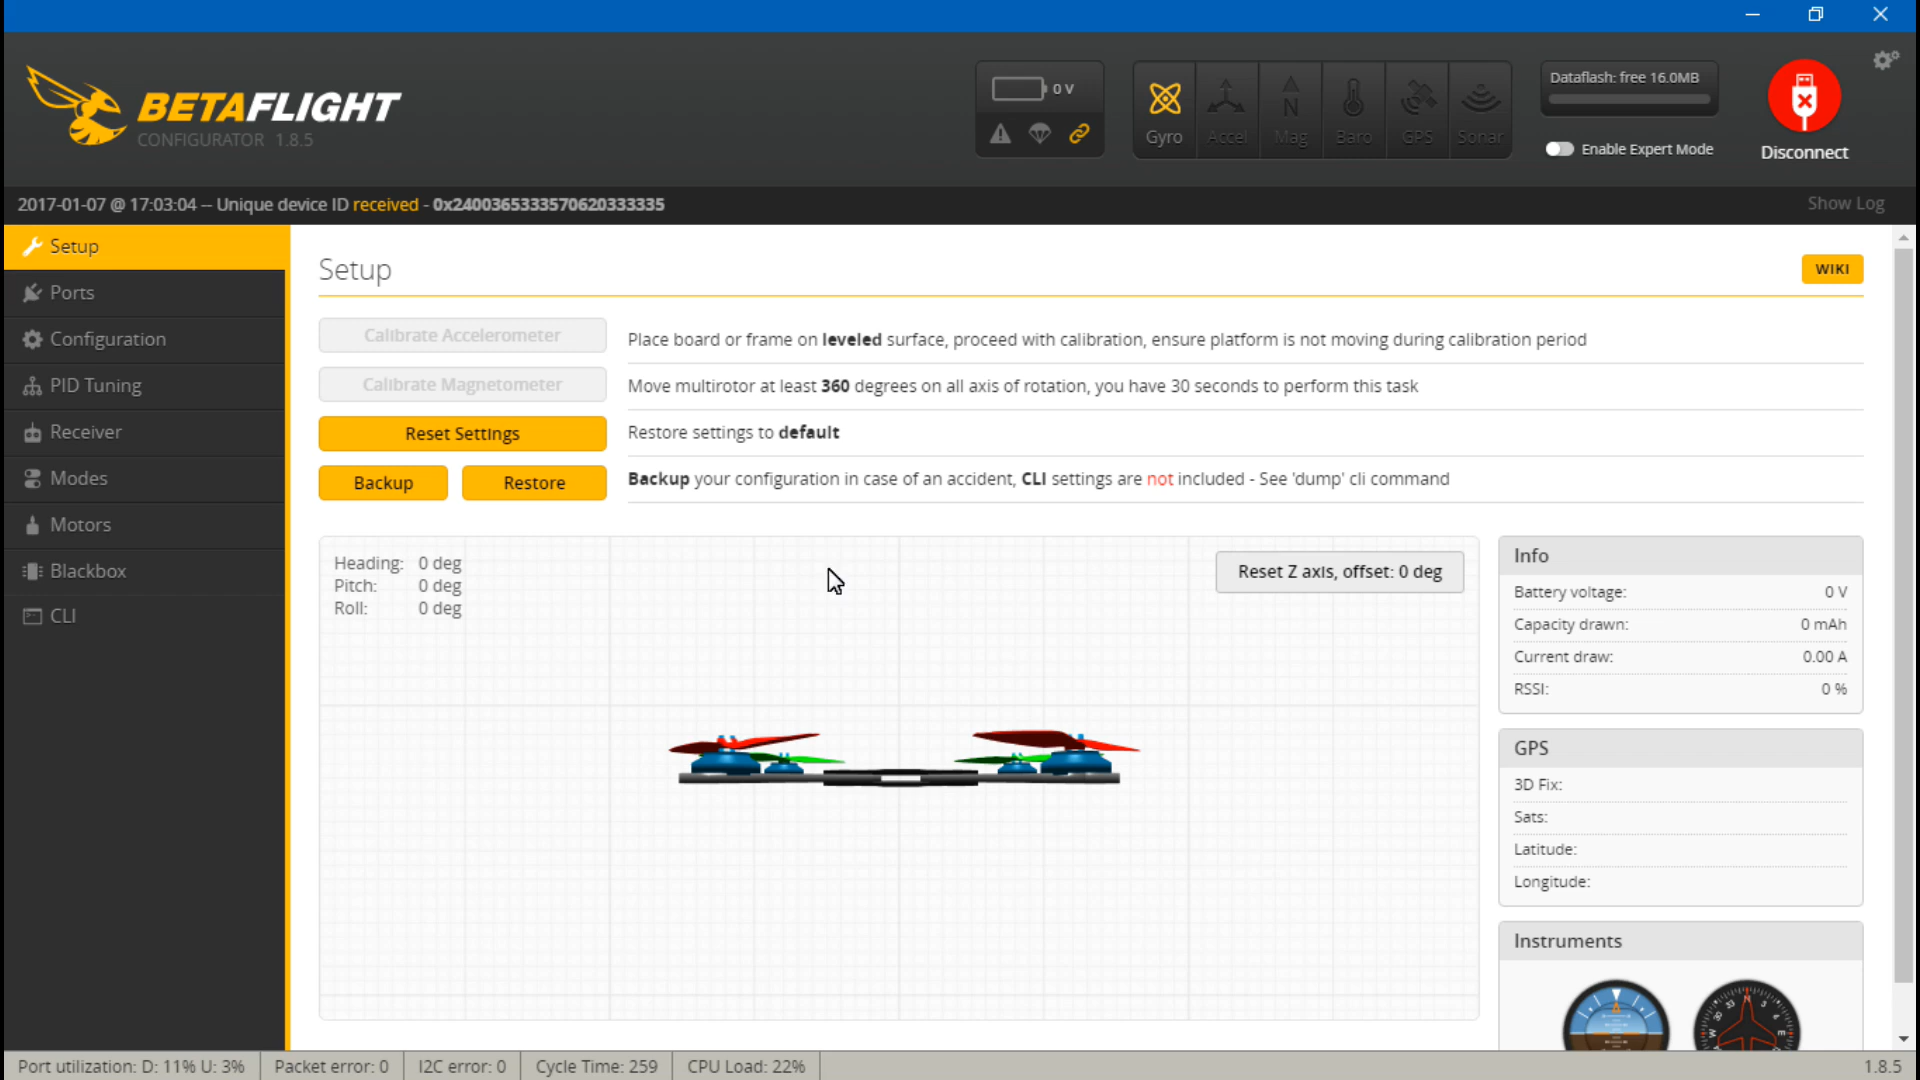 BETAFLIGHT
CONFIGURATOR 1.8.5
0 V
Gyro
Accel
Mag
Baro
GPS
Sonar
Dataflash: free 16.0MB
Enable Expert Mode
Disconnect
2017-01-07 @ 17:03:04 -- Unique device ID received - 0x2400365333570620333335
Show Log
Setup
Ports
Configuration
PID Tuning
Receiver
Modes
Motors
Blackbox
CLI
Setup
WIKI
Calibrate Accelerometer
Place board or frame on leveled surface, proceed with calibration, ensure platform is not moving during calibration period
Calibrate Magnetometer
Move multirotor at least 360 degrees on all axis of rotation, you have 30 seconds to perform this task
Reset Settings
Restore settings to default
Backup
Restore
Backup your configuration in case of an accident, CLI settings are not included - See 'dump' cli command
Heading: 0 deg
Pitch: 0 deg
Roll: 0 deg
Reset Z axis, offset: 0 deg
Info
Battery voltage: 0 V
Capacity drawn: 0 mAh
Current draw: 0.00 A
RSSI: 0 %
GPS
3D Fix:
Sats:
Latitude:
Longitude:
Instruments
Port utilization: D: 11% U: 3%
Packet error: 0
I2C error: 0
Cycle Time: 259
CPU Load: 22%
1.8.5